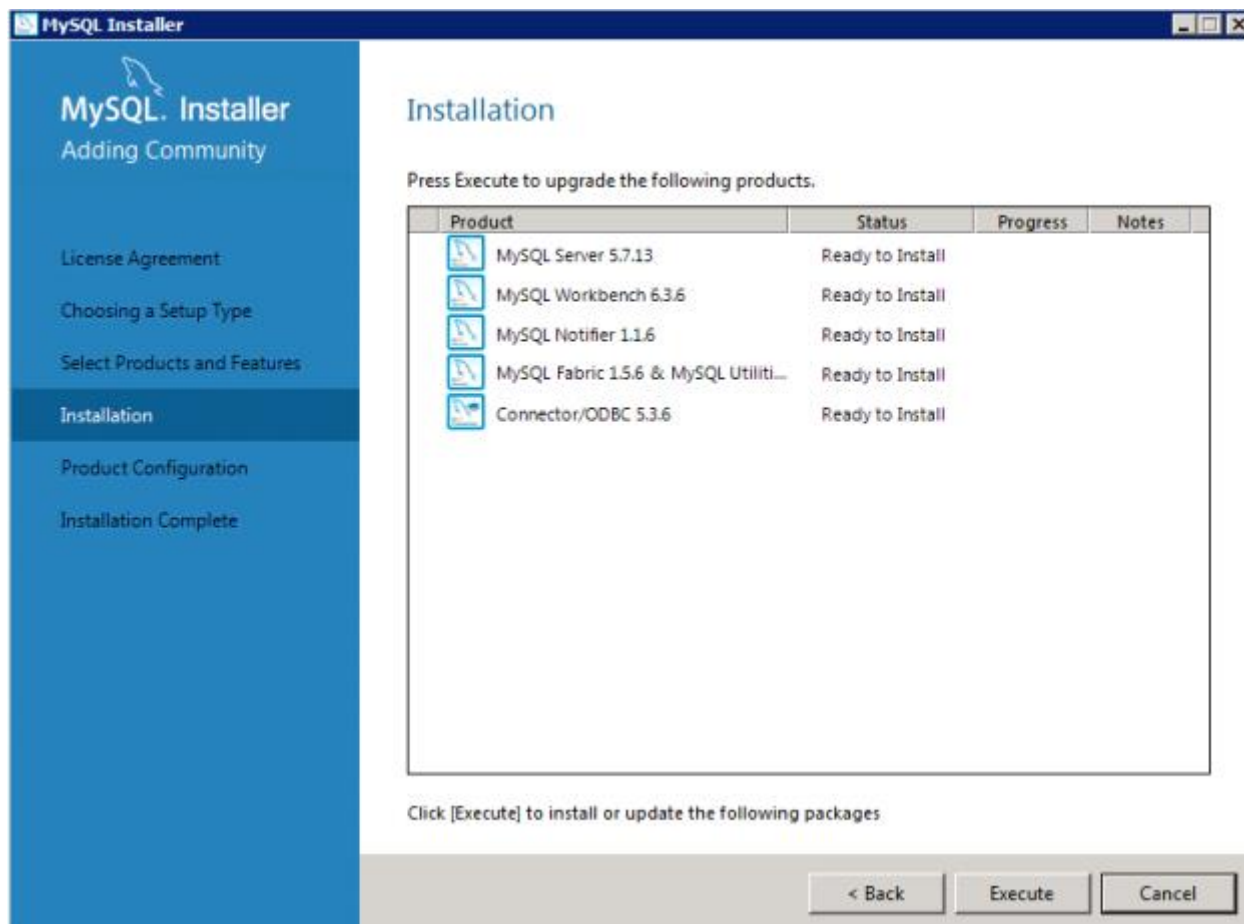 MySQL Installer
MySQL. Installer
Adding Community
License Agreement
Choosing a Setup Type
Select Products and Features
Installation
Product Configuration
Installation Complete
Installation
Press Execute to upgrade the following products.
Product Status Progress Notes
MySQL Server 5.7.13 Ready to Install
MySQL Workbench 6.3.6 Ready to Install
MySQL Notifier 1.1.6 Ready to Install
MySQL Fabric 1.5.6 & MySQL Utiliti... Ready to Install
Connector/ODBC 5.3.6 Ready to Install
Click [Execute] to install or update the following packages
< Back Execute Cancel